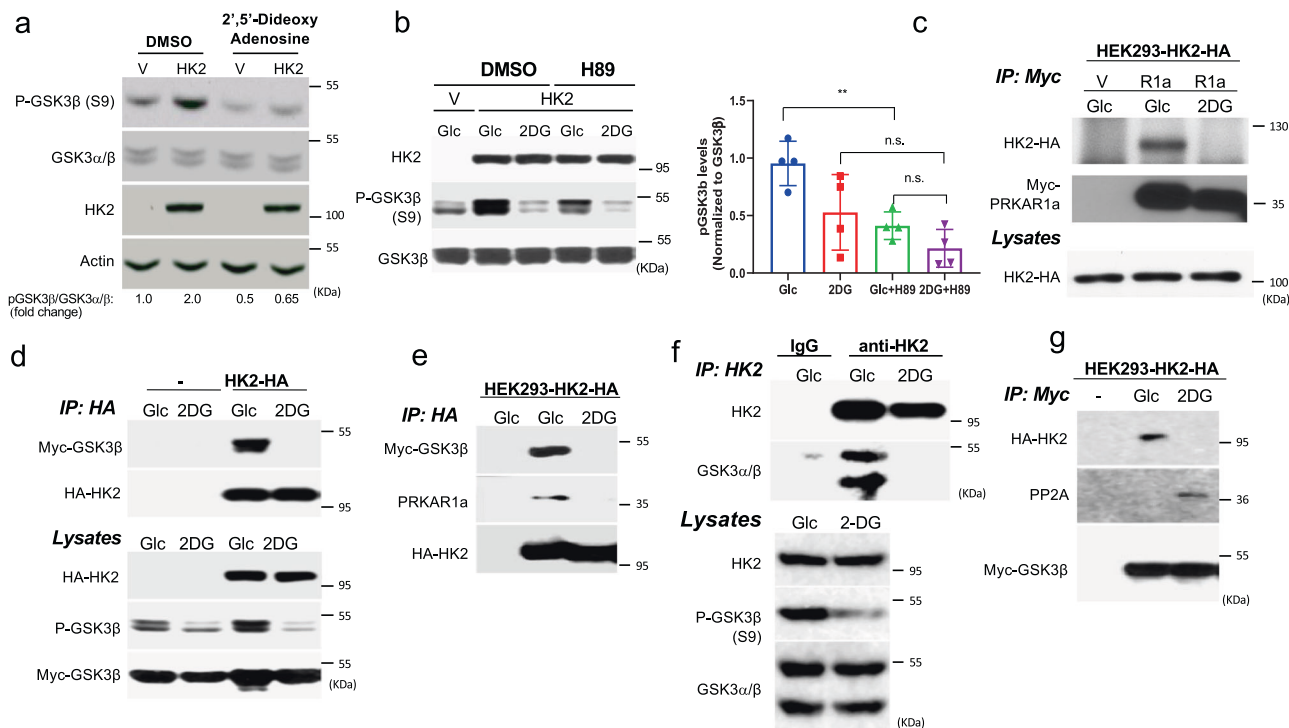 a
DMSO
2',5'-Dideoxy
Adenosine
V HK2 V HK2
P-GSK3β (S9)
55
GSK3α/β
55
HK2
100
Actin
55
pGSK3β/GSK3α/β: 1.0 2.0 0.5 0.65 (KDa)
(fold change)
b
DMSO H89
V HK2
Glc Glc 2DG Glc 2DG
HK2
95
P-GSK3β
(S9)
55
GSK3β
55
(KDa)
pGSK3b levels
(Normalized to GSK3β)
1.5
1.0
0.5
0.0
**
n.s.
n.s.
Glc 2DG Glc+H89 2DG+H89
c
HEK293-HK2-HA
IP: Myc
V R1a R1a
Glc Glc 2DG
HK2-HA
130
Myc-
PRKAR1a
35
Lysates
HK2-HA
100
(KDa)
d
- HK2-HA
IP: HA
Glc 2DG Glc 2DG
Myc-GSK3β
55
HA-HK2
95
Lysates
Glc 2DG Glc 2DG
HA-HK2
95
P-GSK3β
55
Myc-GSK3β
55
(KDa)
e
HEK293-HK2-HA
IP: HA
Glc Glc 2DG
Myc-GSK3β
55
PRKAR1a
35
HA-HK2
95
f
IgG anti-HK2
IP: HK2
Glc Glc 2DG
HK2
95
GSK3α/β
55
(KDa)
Lysates
Glc 2-DG
HK2
95
P-GSK3β
(S9)
55
GSK3α/β
55
(KDa)
g
HEK293-HK2-HA
IP: Myc
- Glc 2DG
HA-HK2
95
PP2A
36
Myc-GSK3β
55
(KDa)